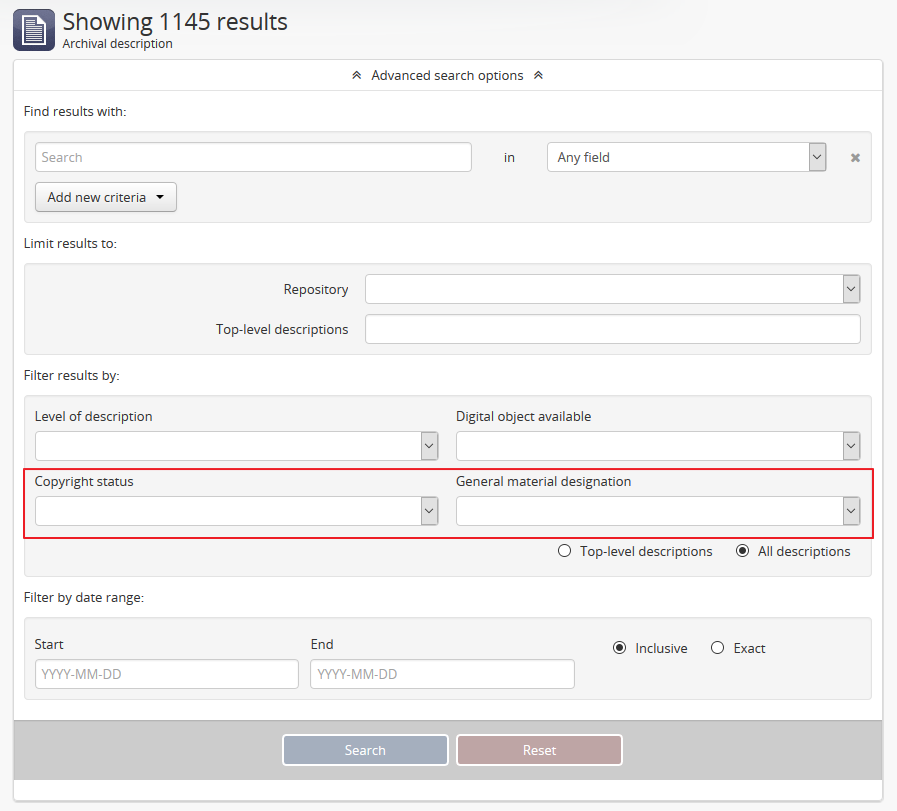 Showing 1145 results
Archival description
Advanced search options
Find results with:
Search in Any field
Add new criteria
Limit results to:
Repository
Top-level descriptions
Filter results by:
Level of description Digital object available
Copyright status General material designation
Top-level descriptions All descriptions
Filter by date range:
Start End
Inclusive Exact
YYYY-MM-DD YYYY-MM-DD
Search Reset